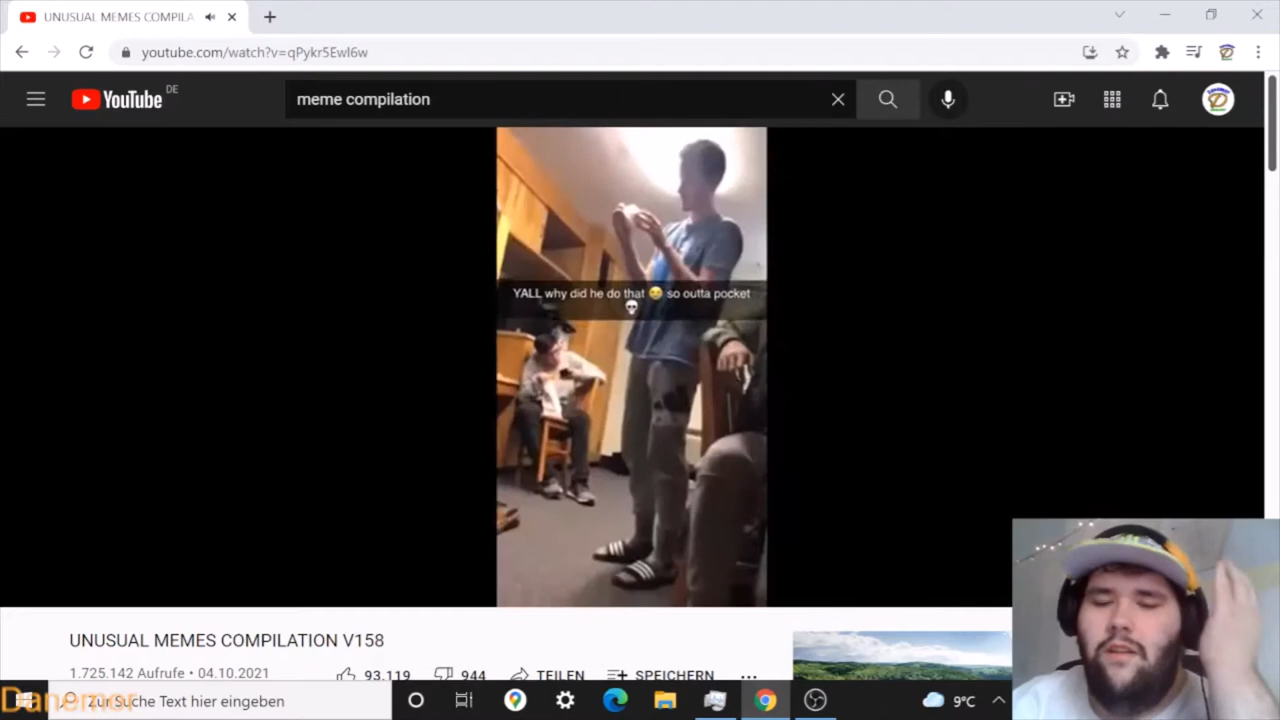 UNUSUAL MEMES COMPILA
youtube.com/watch?v=qPykr5EwI6w
YouTube DE
meme compilation
YALL why did he do that 😏 so outta pocket
💀
UNUSUAL MEMES COMPILATION V158
1.725.142 Aufrufe • 04.10.2021
93.119
944
TEILEN
SPEICHERN
Danemor
Zur Suche Text hier eingeben
9°C